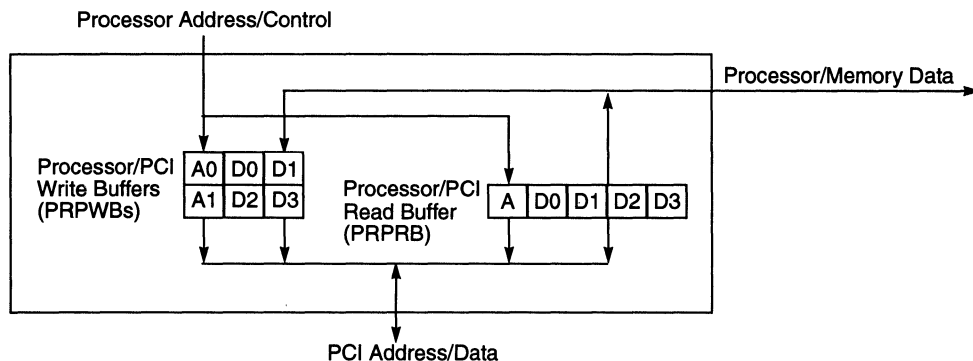 Processor Address/Control
Processor/Memory Data
Processor/PCI
Write Buffers
(PRPWBs)
A0 D0 D1
A1 D2 D3
Processor/PCI
Read Buffer
(PRPRB)
A D0 D1 D2 D3
PCI Address/Data